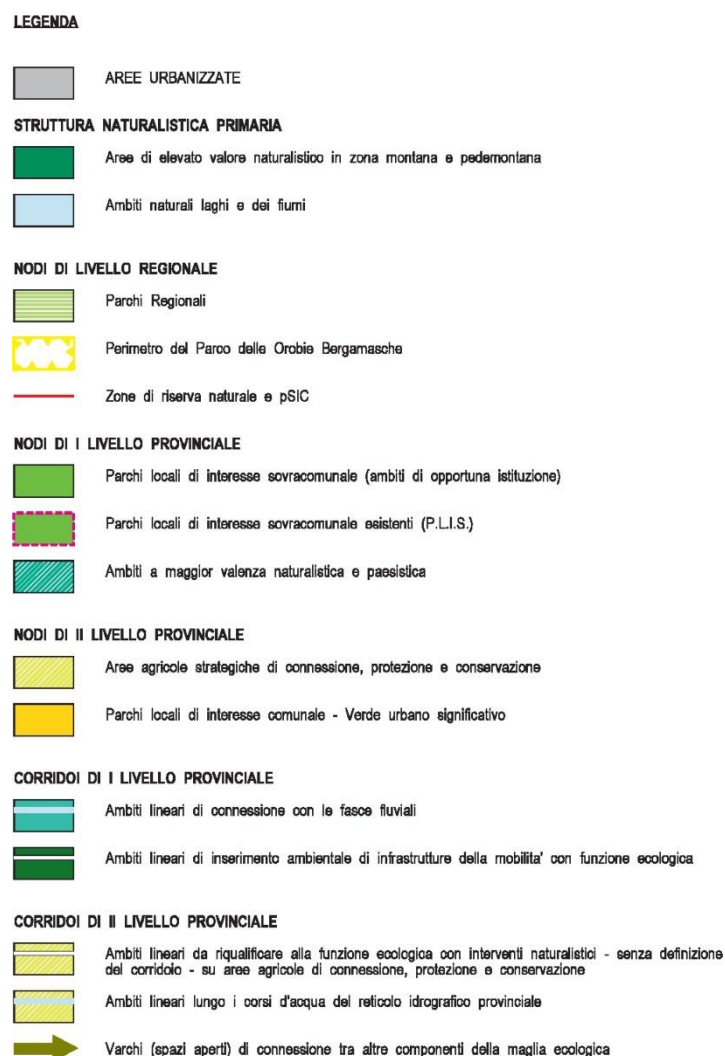 LEGENDA
AREE URBANIZZATE
STRUTTURA NATURALISTICA PRIMARIA
Aree di elevato valore naturalistico in zona montana e pedemontana
Ambiti naturali laghi e dei fiumi
NODI DI LIVELLO REGIONALE
Parchi Regionali
Perimetro del Parco delle Orobie Bergamasche
Zone di riserva naturale e pSIC
NODI DI I LIVELLO PROVINCIALE
Parchi locali di interesse sovracomunale (ambiti di opportuna istituzione)
Parchi locali di interesse sovracomunale esistenti (P.L.I.S.)
Ambiti a maggior valenza naturalistica e paesistica
NODI DI II LIVELLO PROVINCIALE
Aree agricole strategiche di connessione, protezione e conservazione
Parchi locali di interesse comunale - Verde urbano significativo
CORRIDOI DI I LIVELLO PROVINCIALE
Ambiti lineari di connessione con le fasce fluviali
Ambiti lineari di inserimento ambientale di infrastrutture della mobilita' con funzione ecologica
CORRIDOI DI II LIVELLO PROVINCIALE
Ambiti lineari da riqualificare alla funzione ecologica con interventi naturalistici - senza definizione
del corridoio - su aree agricole di connessione, protezione e conservazione
Ambiti lineari lungo i corsi d'acqua del reticolo idrografico provinciale
Varchi (spazi aperti) di connessione tra altre componenti della maglia ecologica